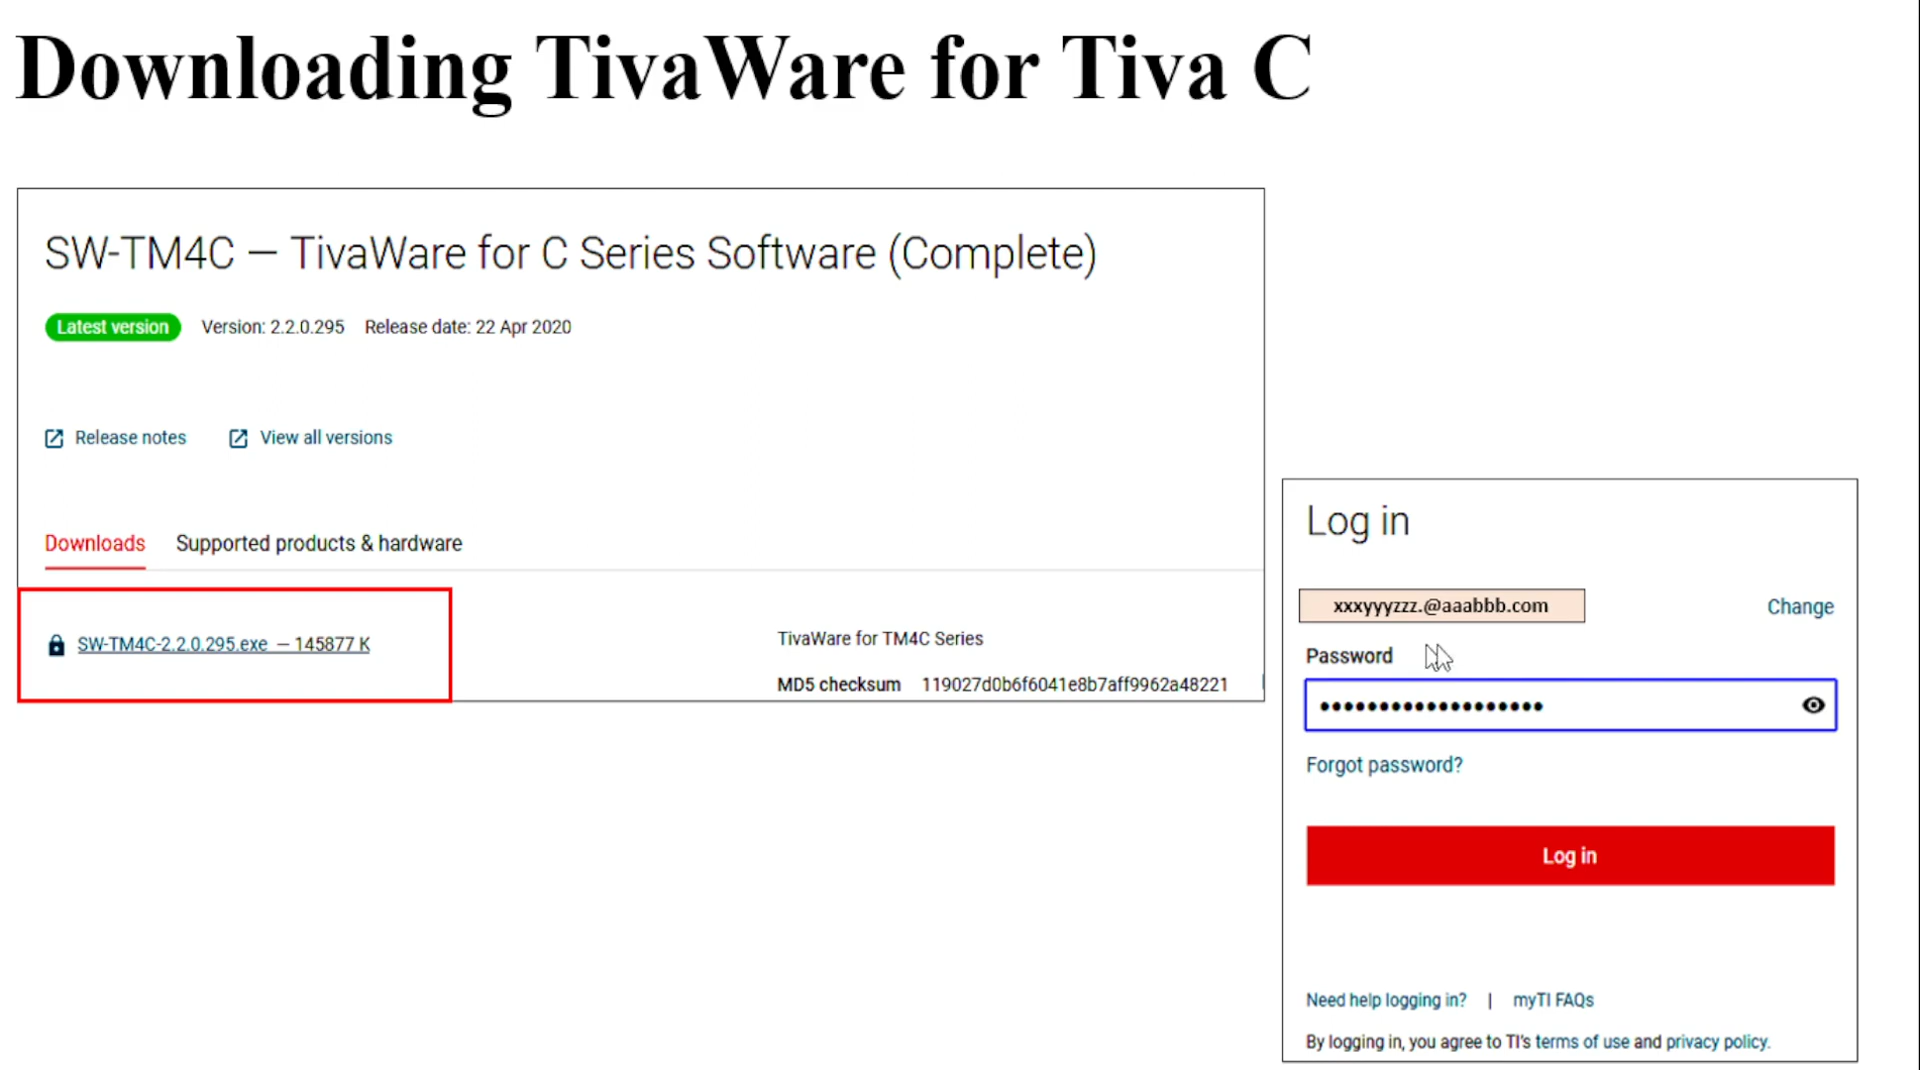 Downloading TivaWare for Tiva C
SW-TM4C — TivaWare for C Series Software (Complete)
Latest version Version: 2.2.0.295 Release date: 22 Apr 2020
Release notes View all versions
Downloads Supported products & hardware
SW-TM4C-2.2.0.295.exe — 145877 K
TivaWare for TM4C Series
MD5 checksum 119027d0b6f6041e8b7aff9962a48221
Log in
xxxyyyzzz.@aaabbb.com Change
Password
•••••••••••••••••••
Forgot password?
Log in
Need help logging in? | myTI FAQs
By logging in, you agree to TI's terms of use and privacy policy.